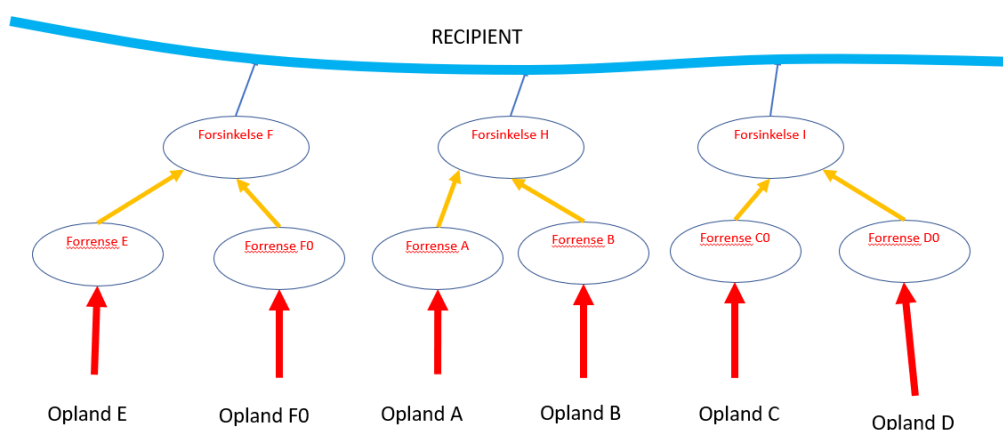 RECIPIENT
Forsinkelse F
Forsinkelse H
Forsinkelse I
Forrense E
Forrense F0
Forrense A
Forrense B
Forrense C0
Forrense D0
Opland E
Opland F0
Opland A
Opland B
Opland C
Opland D